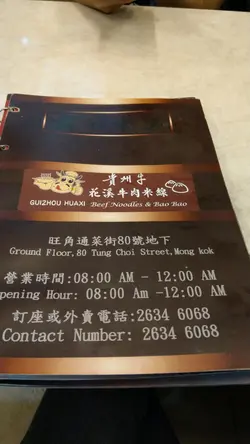 貴州子
花溪牛肉米線
GUIZHOU HUAXI Beef Noodles & Bao Bao
旺角通菜街80號地下
Ground Floor,80 Tung Choi Street,Mong kok
營業時間:08:00 AM - 12:00 AM
pening Hour: 08:00 Am -12:00 AM
訂座或外賣電話:2634 6068
Contact Number: 2634 6068